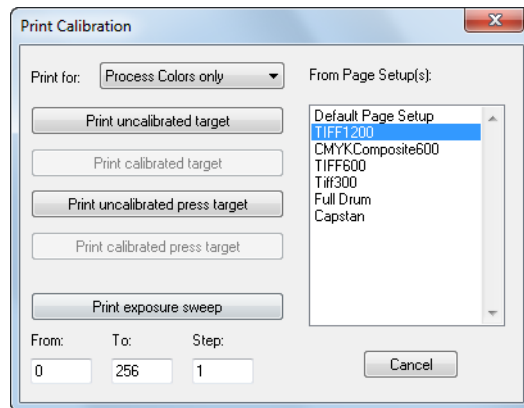 Print Calibration
Print for: Process Colors only
Print uncalibrated target
Print calibrated target
Print uncalibrated press target
Print calibrated press target
Print exposure sweep
From: To: Step:
0 256 1
From Page Setup(s):
Default Page Setup
TIFF1200
CMYKComposite600
TIFF600
Tiff300
Full Drum
Capstan
Cancel